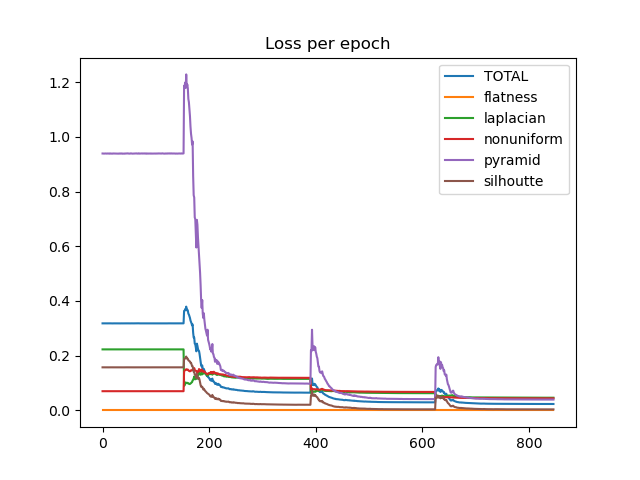 Loss per epoch
1.2
1.0
0.8
0.6
0.4
0.2
0.0
0
200
400
600
800
TOTAL
flatness
laplacian
nonuniform
pyramid
silhoutte